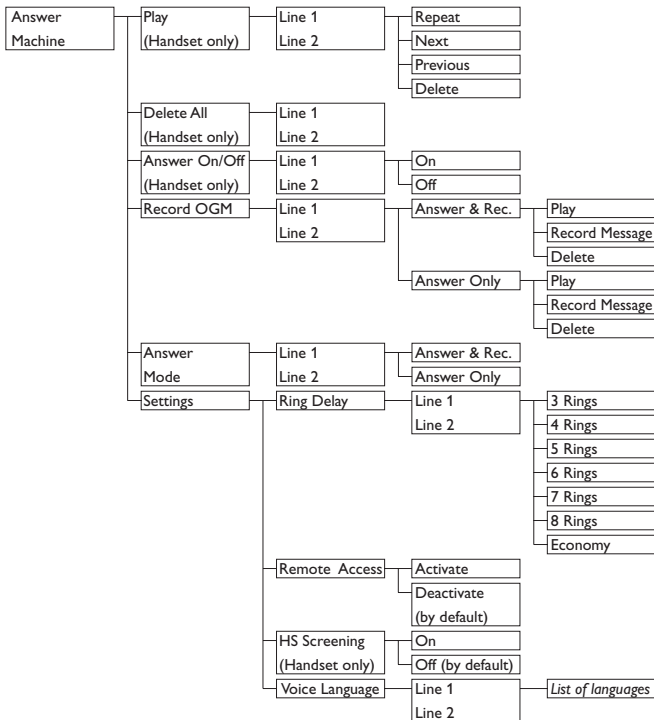 Answer
Machine
Play
(Handset only)
Line 1
Line 2
Repeat
Next
Previous
Delete
Delete All
(Handset only)
Line 1
Line 2
Answer On/Off
(Handset only)
Line 1
Line 2
On
Off
Record OGM
Line 1
Line 2
Answer & Rec.
Play
Record Message
Delete
Answer Only
Play
Record Message
Delete
Answer
Mode
Line 1
Line 2
Answer & Rec.
Answer Only
Settings
Ring Delay
Line 1
Line 2
3 Rings
4 Rings
5 Rings
6 Rings
7 Rings
8 Rings
Economy
Remote Access
Activate
Deactivate
(by default)
HS Screening
(Handset only)
On
Off (by default)
Voice Language
Line 1
Line 2
List of languages